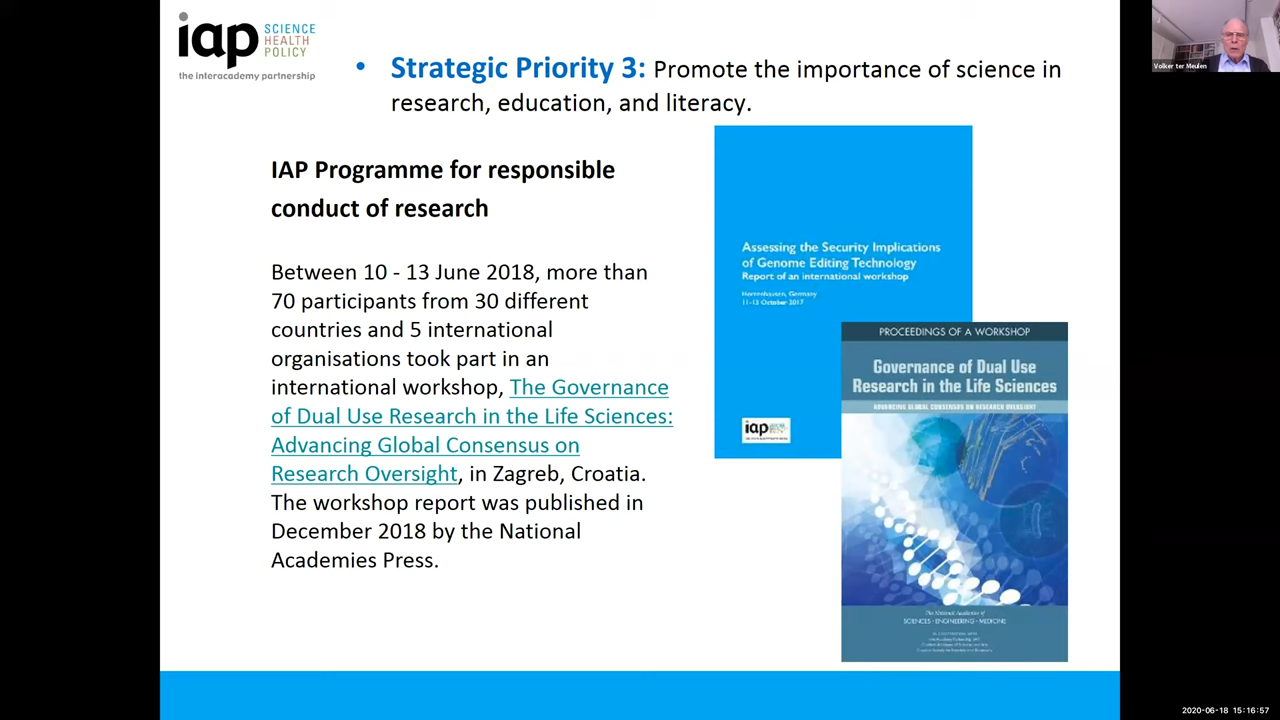 iap SCIENCE
HEALTH
POLICY
the interacademy partnership
• Strategic Priority 3: Promote the importance of science in
research, education, and literacy.
IAP Programme for responsible
conduct of research
Between 10 - 13 June 2018, more than
70 participants from 30 different
countries and 5 international
organisations took part in an
international workshop, The Governance
of Dual Use Research in the Life Sciences:
Advancing Global Consensus on
Research Oversight, in Zagreb, Croatia.
The workshop report was published in
December 2018 by the National
Academies Press.
Assessing the Security Implications
of Genome Editing Technology
Report of an international workshop
Herrenhausen, Germany
11-13 October 2017
iap
PROCEEDINGS OF A WORKSHOP
Governance of Dual Use
Research in the Life Sciences
ADVANCING GLOBAL CONSENSUS ON RESEARCH OVERSIGHT
The National Academies of
SCIENCES • ENGINEERING • MEDICINE
Volker ter Meulen
2020-06-18 15:16:57